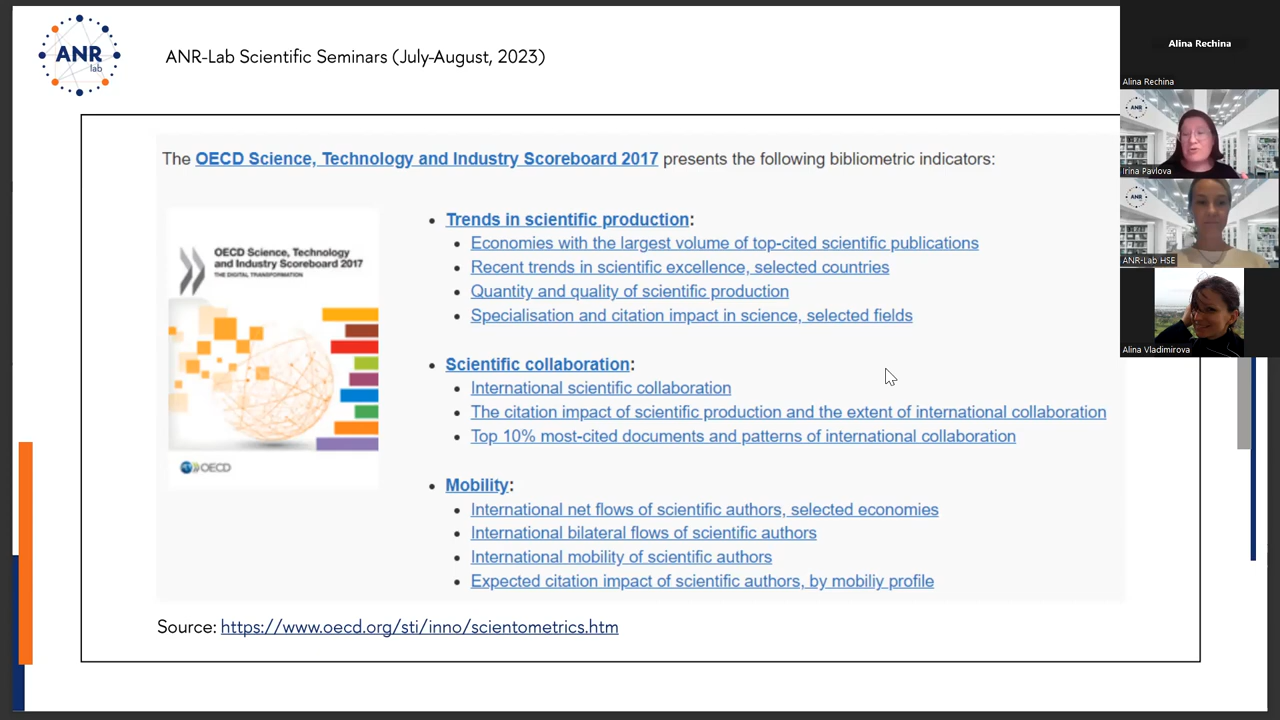 ANR
lab
ANR-Lab Scientific Seminars (July-August, 2023)
The OECD Science, Technology and Industry Scoreboard 2017 presents the following bibliometric indicators:
OECD Science, Technology
and Industry Scoreboard 2017
THE DIGITAL TRANSFORMATION
OECD
• Trends in scientific production:
• Economies with the largest volume of top-cited scientific publications
• Recent trends in scientific excellence, selected countries
• Quantity and quality of scientific production
• Specialisation and citation impact in science, selected fields
• Scientific collaboration:
• International scientific collaboration
• The citation impact of scientific production and the extent of international collaboration
• Top 10% most-cited documents and patterns of international collaboration
• Mobility:
• International net flows of scientific authors, selected economies
• International bilateral flows of scientific authors
• International mobility of scientific authors
• Expected citation impact of scientific authors, by mobiliy profile
Source: https://www.oecd.org/sti/inno/scientometrics.htm
Alina Rechina
Alina Rechina
ANR
Irina Pavlova
ANR
ANR-Lab HSE
Alina Vladimirova